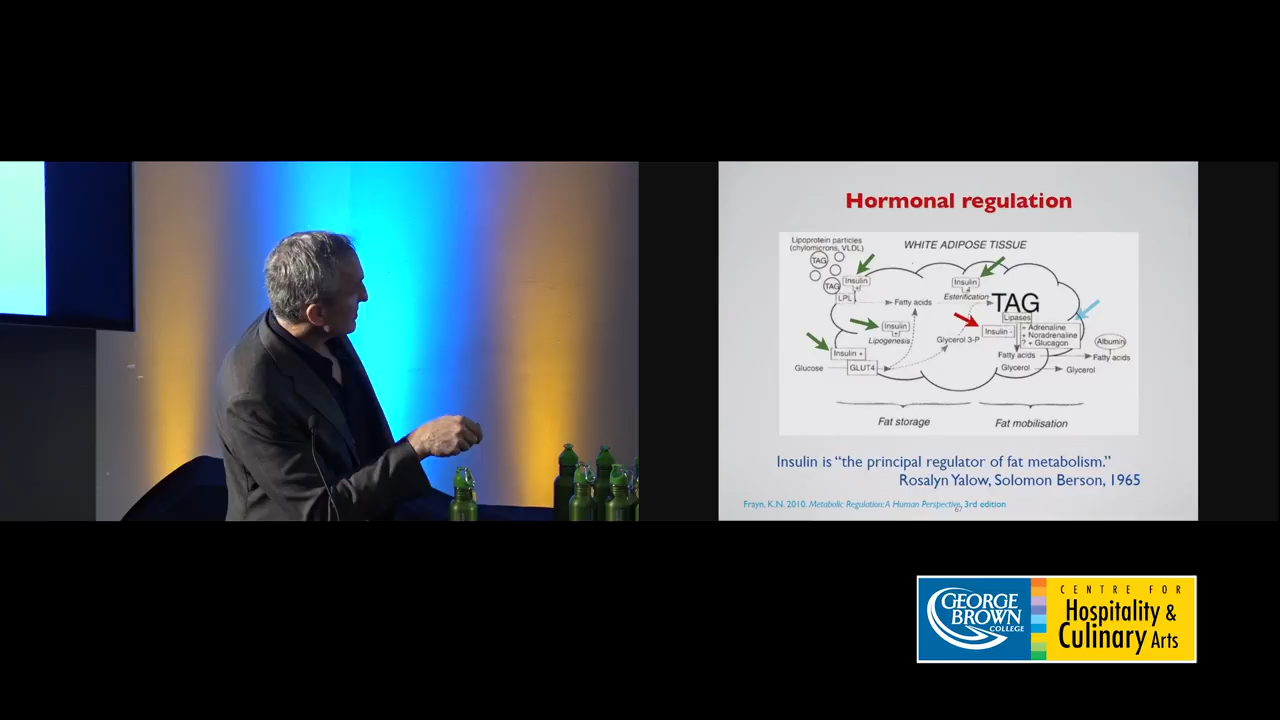 Hormonal regulation
Lipoprotein particles
(chylomicrons, VLDL)
WHITE ADIPOSE TISSUE
TAG
TAG
Insulin
+
LPL
Fatty acids
Insulin
+
Esterification
TAG
Lipases
Insulin
+
Lipogenesis
Insulin -
+ Adrenaline
+ Noradrenaline
? + Glucagon
Glycerol 3-P
Albumin
Insulin +
Fatty acids
Fatty acids
Glucose
GLUT4
Glycerol
Glycerol
Fat storage
Fat mobilisation
Insulin is “the principal regulator of fat metabolism.”
Rosalyn Yalow, Solomon Berson, 1965
Frayn, K.N. 2010. Metabolic Regulation: A Human Perspective, 3rd edition
67
GEORGE
BROWN
COLLEGE
CENTRE FOR
Hospitality &
Culinary Arts